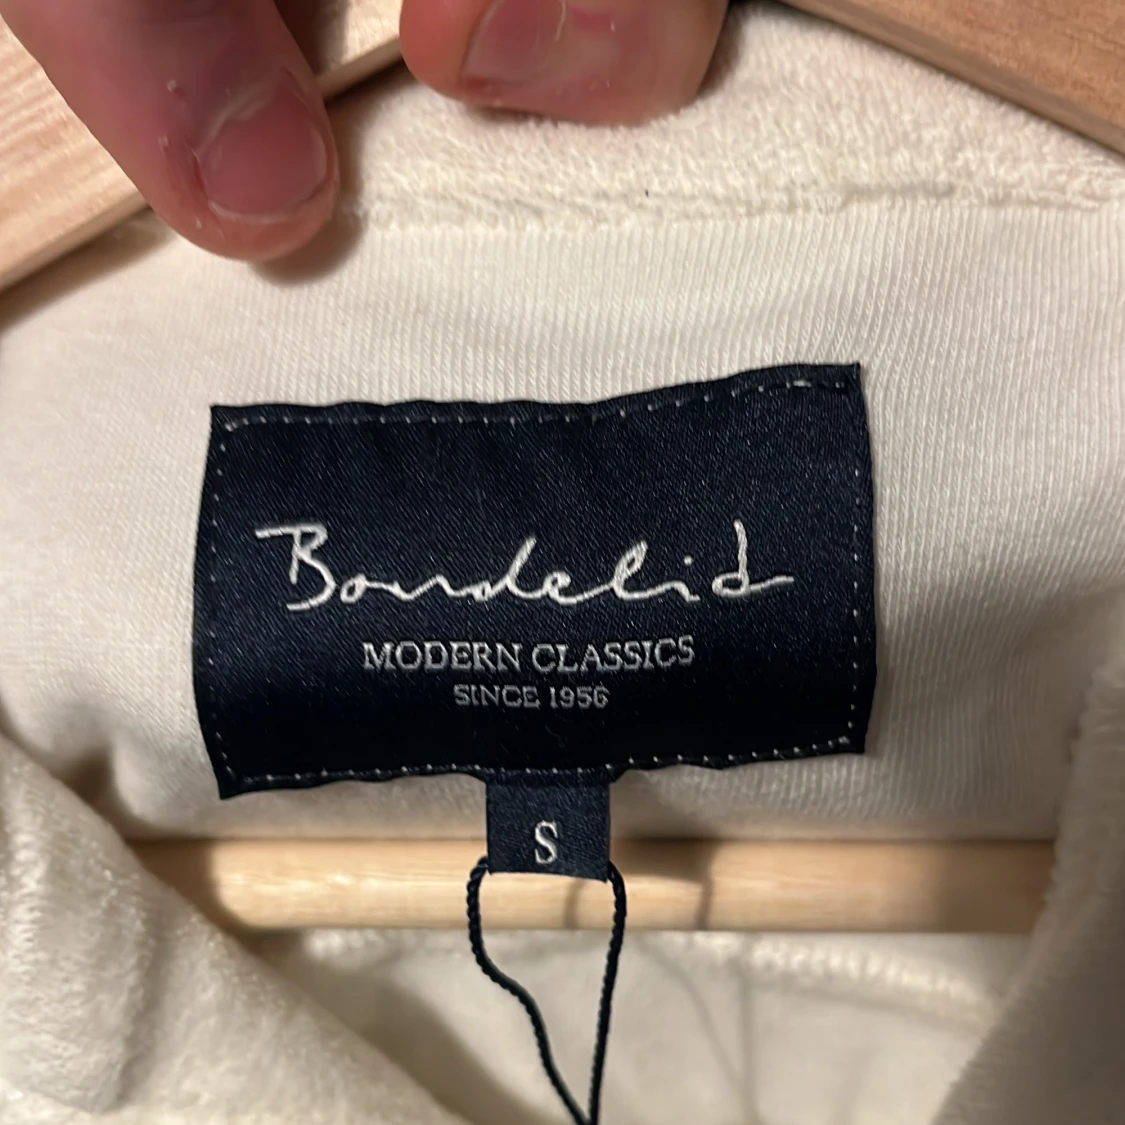 Bondelid
MODERN CLASSICS
SINCE 1956
S